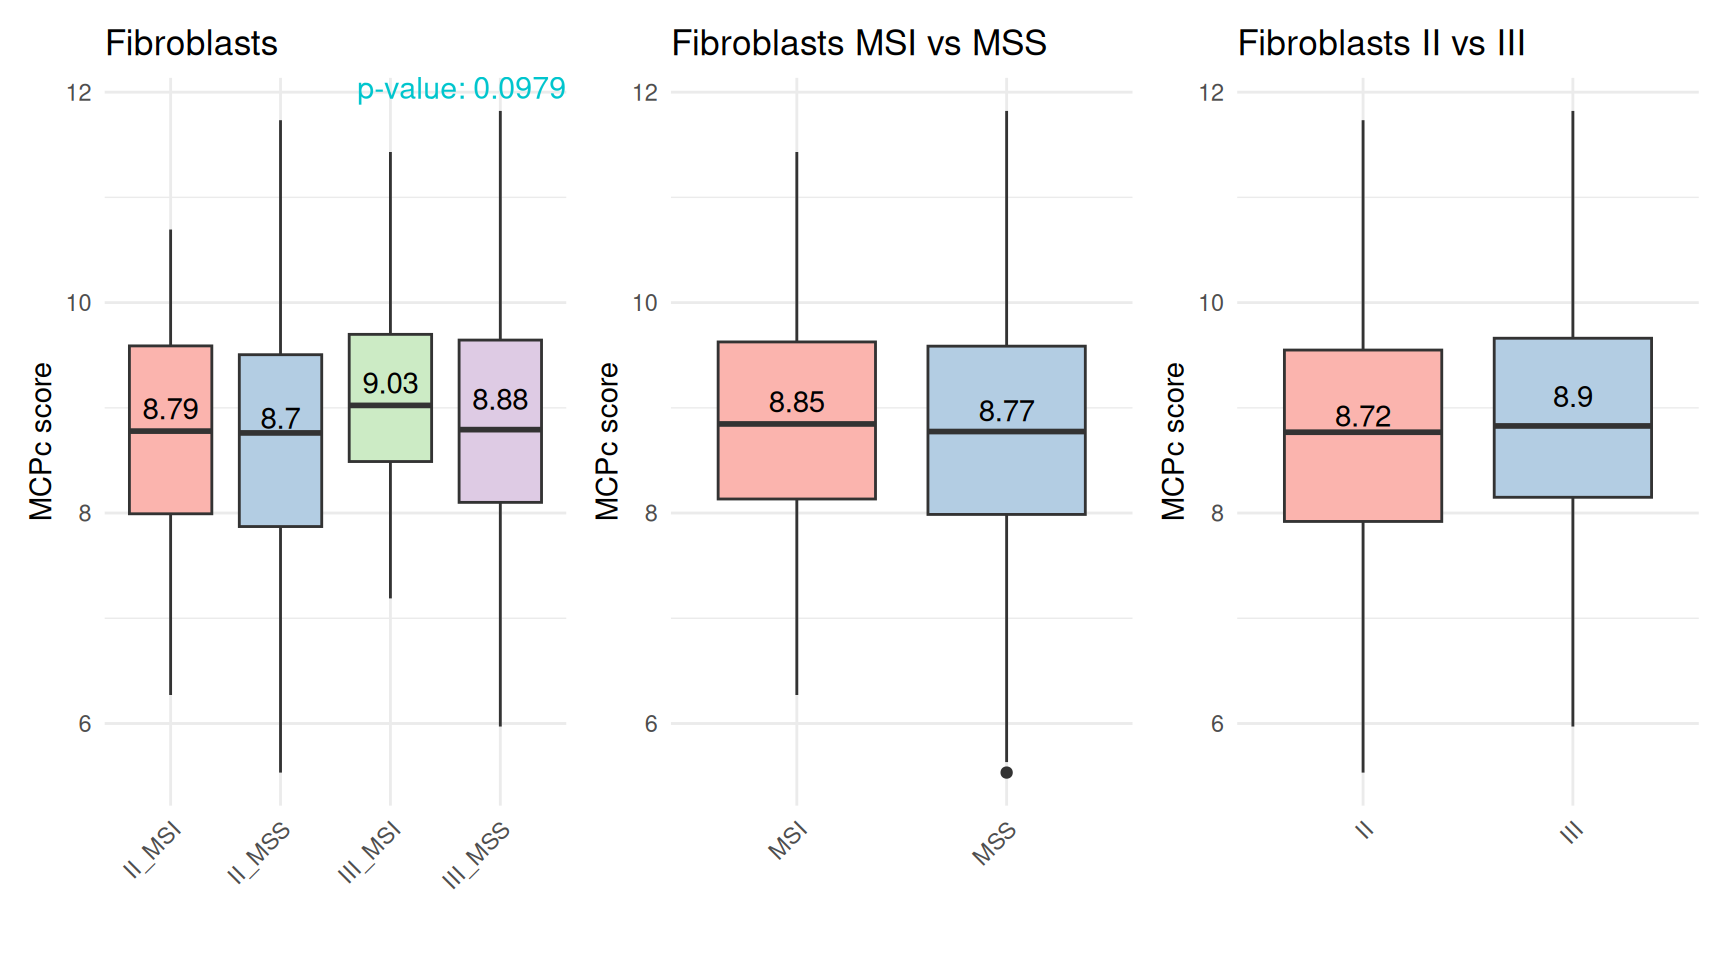 Fibroblasts
p-value: 0.0979
MCPc score
12
10
8
6
8.79
8.7
9.03
8.88
II_MSI
II_MSS
III_MSI
III_MSS
Fibroblasts MSI vs MSS
MCPc score
12
10
8
6
8.85
8.77
MSI
MSS
Fibroblasts II vs III
MCPc score
12
10
8
6
8.72
8.9
II
III